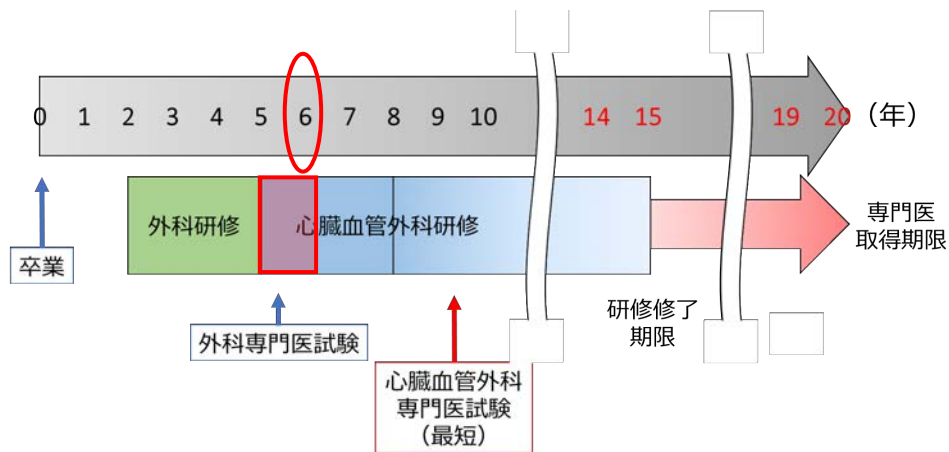 0 1 2 3 4 5 6 7 8 9 10 14 15 19 20 (年)
外科研修 心臓血管外科研修
専門医
取得期限
卒業
研修修了
期限
外科専門医試験
心臓血管外科
専門医試験
(最短)